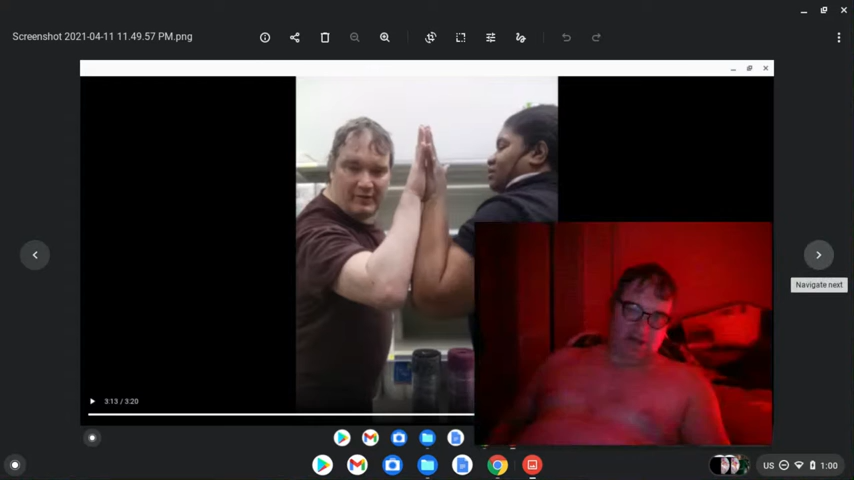 Screenshot 2021-04-11 11.49.57 PM.png
Navigate next
3:13 / 3:20
US
1:00